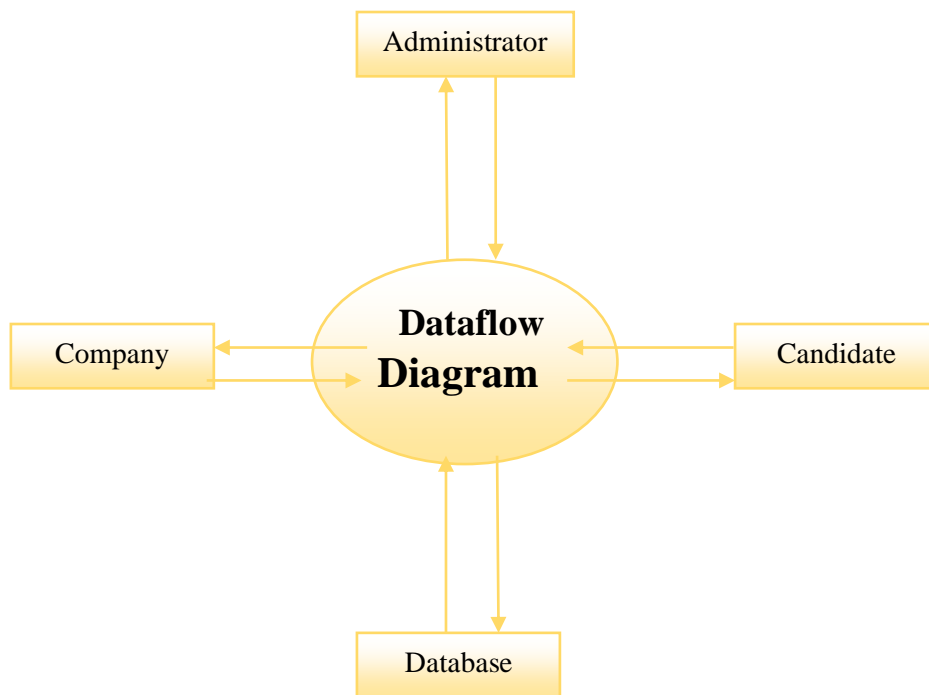 Administrator
Dataflow
Company
Candidate
Diagram
Database